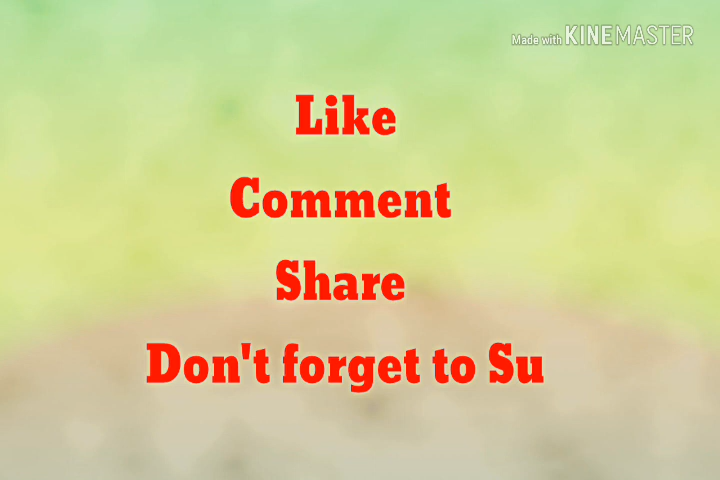 Made with KINEMASTER
Like
Comment
Share
Don't forget to Su